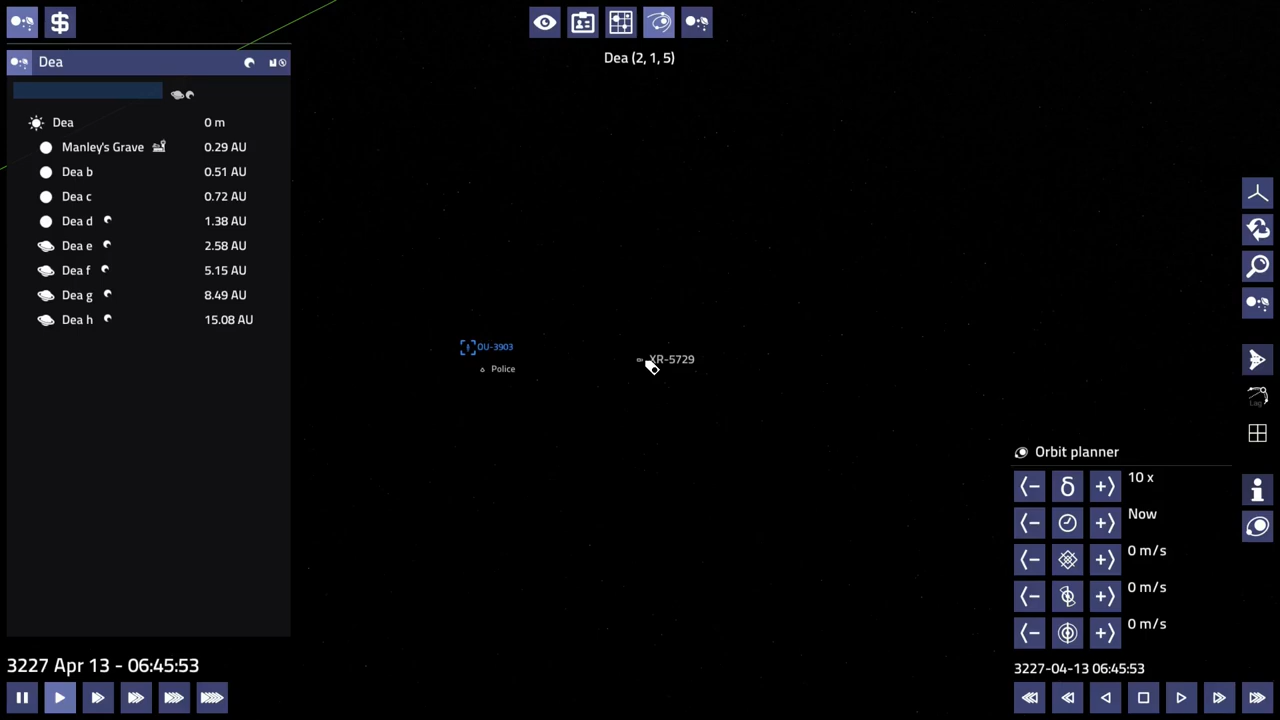 $
Dea (2, 1, 5)
Dea
Dea 0 m
Manley's Grave 0.29 AU
Dea b 0.51 AU
Dea c 0.72 AU
Dea d 1.38 AU
Dea e 2.58 AU
Dea f 5.15 AU
Dea g 8.49 AU
Dea h 15.08 AU
OU-3903
Police
XR-5729
Lag
Orbit planner
10 x
Now
0 m/s
0 m/s
0 m/s
3227-04-13 06:45:53
3227 Apr 13 - 06:45:53